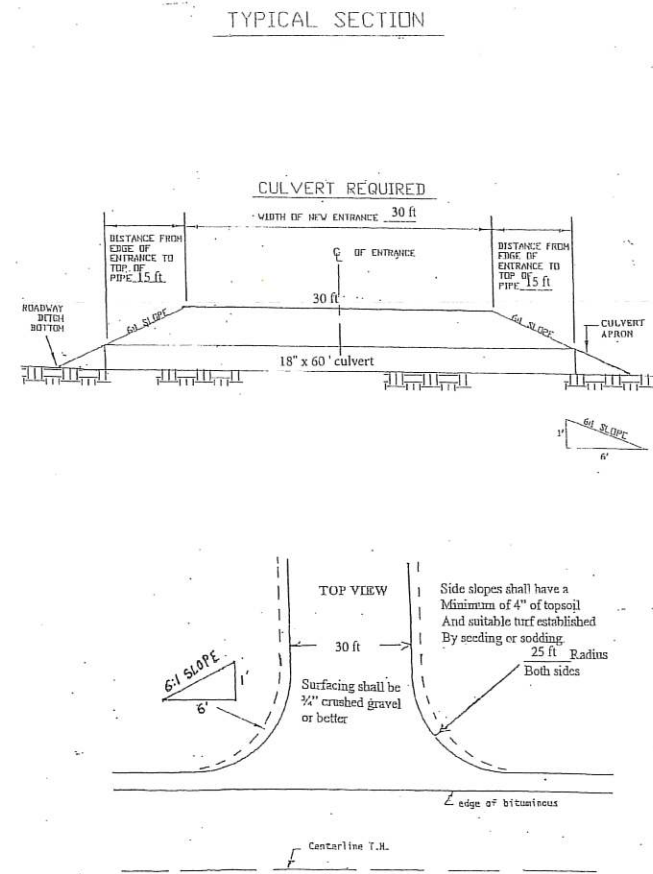 TYPICAL SECTION
CULVERT REQUIRED
WIDTH OF NEW ENTRANCE 30 ft
DISTANCE FROM
EDGE OF
ENTRANCE TO
TOP OF
PIPE 15 ft
℄ OF ENTRANCE
DISTANCE FROM
EDGE OF
ENTRANCE TO
TOP OF
PIPE 15 ft
30 ft
ROADWAY
DITCH
BOTTOM
6:1 SLOPE
6:1 SLOPE
CULVERT
APRON
18" x 60 ' culvert
6:1 SLOPE
1'
6'
TOP VIEW
Side slopes shall have a
Minimum of 4" of topsoil
And suitable turf established
By seeding or sodding.
30 ft
25 ft Radius
Both sides
6:1 SLOPE
1'
6'
Surfacing shall be
¾" crushed gravel
or better
edge of bituminous
Centerline T.H.